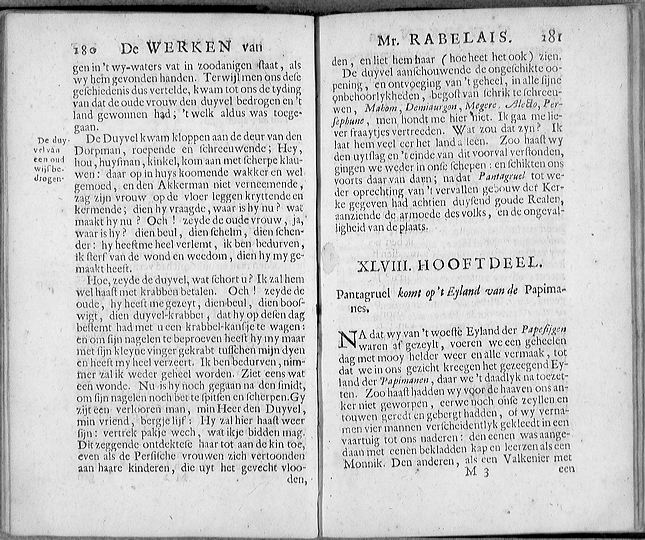 180 De WERKEN van
gen in 't wy-waters vat in zoodanigen staat, als
wy hem gevonden handen. Terwijl men ons dese
geschiedenis dus vertelde, kwam tot ons de tyding
van dat de oude vrouw den duyvel bedrogen en 't
land gewonnen had; 't welk aldus was toege-
gaan.
De duy-
vel van
een oud
wijf be-
drogen.
De Duyvel kwam kloppen aan de deur van den
Dorpman, roepende en schreeuwende; Hey,
hou, huysman, kinkel, kom aan met scherpe klau-
wen: daar op in huys koomende wakker en wel
gemoed, en den Akkerman niet verneemende,
zag zijn vrouw op de vloer leggen kryttende en
kermende; dien hy vraagde, waar is hy nu? wat
maakt hy nu? Och! zeyde de oude vrouw, ja,
waar is hy? dien beul, dien schelm, dien schen-
der: hy heeft me heel verlemt, ik ben bedurven,
ik sterf van de wond en weedom, dien hy my ge-
maakt heeft.
Hoe, zeyde de duyvel, wat schort u? Ik zal hem
wel haast met krabben betalen. Och! zeyde de
oude, hy heeft me gezeyt, dien beul, dien boos-
wigt, dien duyvel-krabber, dat hy op desen dag
bestemt had met u een krabbel-kansje te wagen:
en om sijn nagelen te beproeven heeft hy my maar
met sijn kleyne vinger gekrabt tusschen mijn dyen
en heeft my heel verzeert. Ik ben bedurven, nim-
mer zal ik weder geheel worden. Ziet eens wat
een wonde. Nu is hy noch gegaan na den smidt,
om sijn nagelen noch bet te spitsen en scherpen. Gy
zijt een verlooren man, min Heer den Duyvel,
min vriend, bergje lijf: Hy zal hier haast weer
sijn: vertrek pakje wech, wat ikje bidden mag.
Dit zeggende ontdektese haar tot aan de kin toe,
even als de Persische vrouwen zich vertoonden
aan haare kinderen, die uyt het gevecht vloo-
den,
Mr. RABELAIS. 181
den, en liet hem haar (hoe heet het ook) zien.
De duyvel aanschouwende de ongeschikte oo-
pening, en ontvoeging van 't geheel, in alle sijne
onbehoorlykheden, begost van schrik te schreeu-
wen, Mahom, Demiaurgon, Megere, Alecto, Per-
sephune, men hondt me hier niet. Ik ga me lie-
ver fraaytjes vertreeden. Wat zou dat zyn? Ik
laat hem veel eer het land a leen. Zoo haast wy
den uytslag en 't einde van dit voorval verstonden,
gingen we weder in onse schepen: en schikten ons
voorts daar van daan; na dat Pantagruel tot we-
der oprechting van 't vervallen gebouw der Ker-
ke gegeven had achtien duysend goude Realen,
aanziende de armoede des volks, en de ongeval-
ligheid van de plaats.
XLVIII. HOOFTDEEL.
Pantagruel komt op 't Eyland van de Papima-
nes.
NA dat wy van 't woeste Eyland der Papefigen
waren af gezeylt, voeren we een geheelen
dag met mooy helder weer en alle vermaak, tot
dat we in ons gezicht kreegen het gezeegend Ey-
land der Papimanen, daar we 't daadlyk na toezet-
ten. Zoo haast hadden wy voor de haaven ons an-
ker niet geworpen, eer we noch onse zeyllen en
touwen gereedt en gebergt hadden, of wy verna-
men vier mannen verscheidentlyk gekleedt in een
vaartuig tot ons naderen: den eenen was aange-
daan met eenen bekladden kap en leerzen als een
Monnik. Den anderen, als een Valkenier met
M 3 een